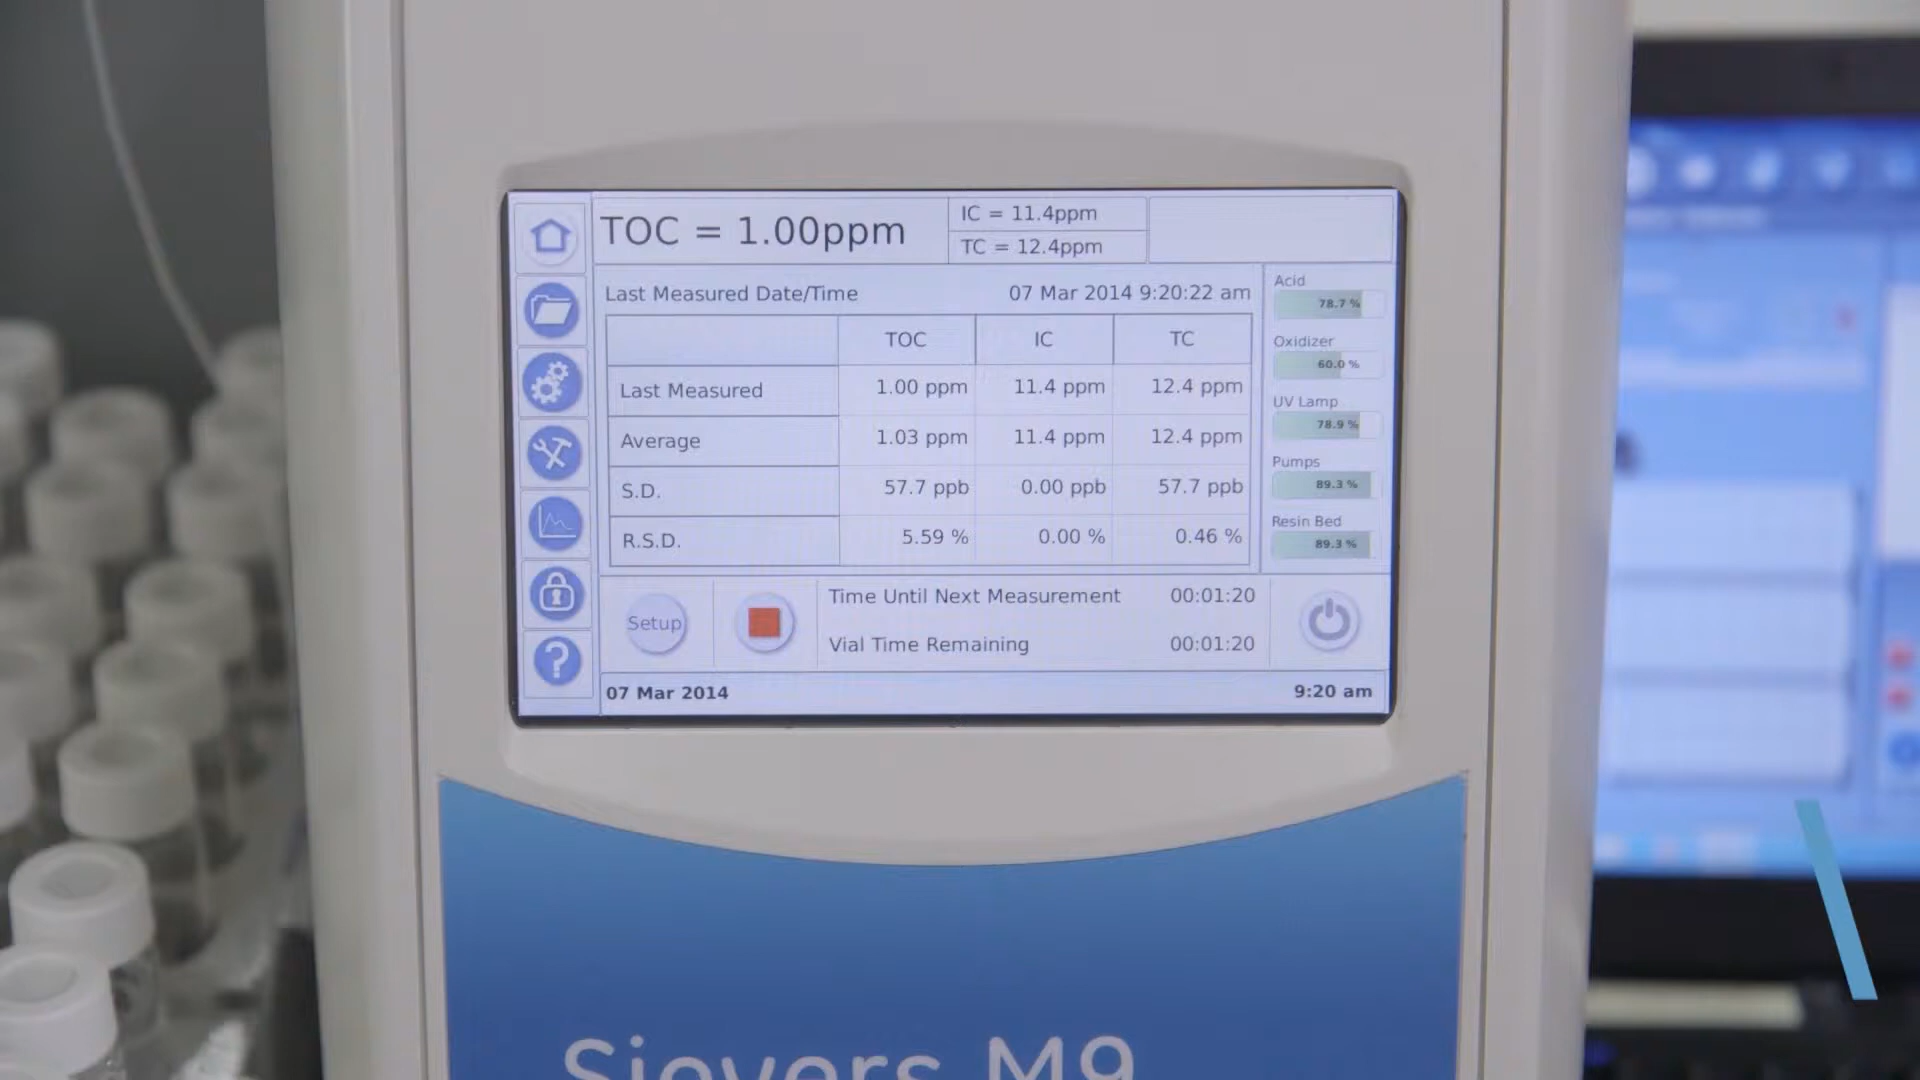 TOC = 1.00ppm
IC = 11.4ppm
TC = 12.4ppm
Last Measured Date/Time 07 Mar 2014 9:20:22 am
TOC IC TC
Last Measured 1.00 ppm 11.4 ppm 12.4 ppm
Average 1.03 ppm 11.4 ppm 12.4 ppm
S.D. 57.7 ppb 0.00 ppb 57.7 ppb
R.S.D. 5.59 % 0.00 % 0.46 %
Acid
78.7 %
Oxidizer
60.0 %
UV Lamp
78.9 %
Pumps
89.3 %
Resin Bed
89.3 %
Setup
Time Until Next Measurement 00:01:20
Vial Time Remaining 00:01:20
07 Mar 2014 9:20 am
Sievers M9